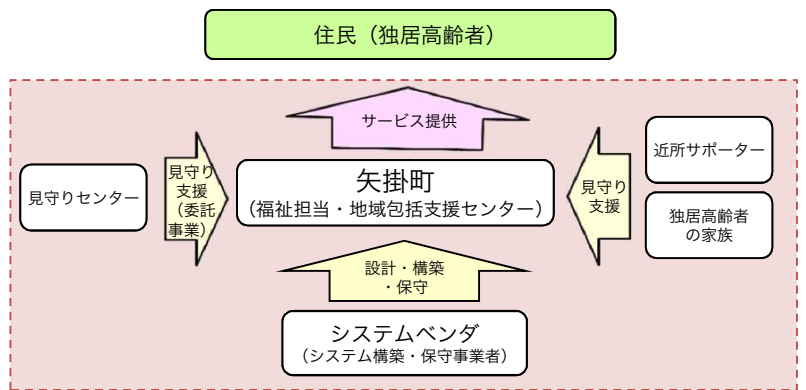 住民（独居高齢者）
サービス提供
見守りセンター
見守り
支援
（委託
事業）
矢掛町
（福祉担当・地域包括支援センター）
見守り
支援
近所サポーター
独居高齢者
の家族
設計・構築
・保守
システムベンダ
（システム構築・保守事業者）